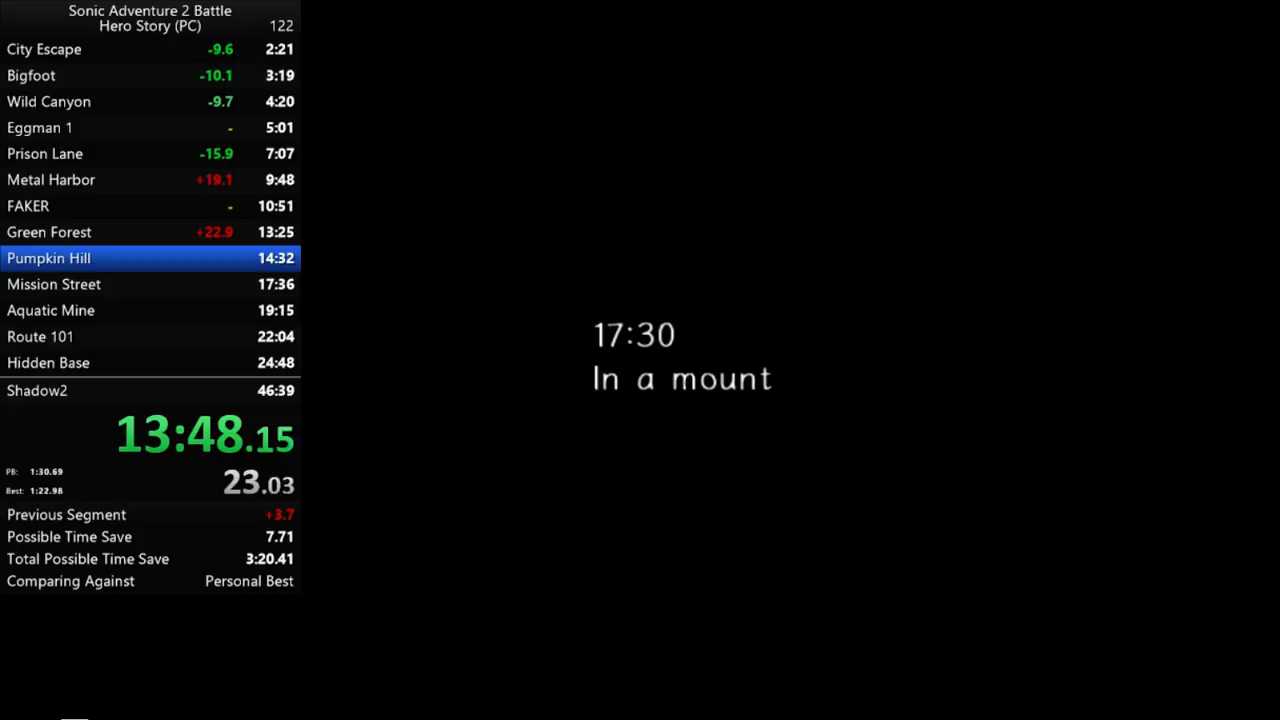 Sonic Adventure 2 Battle
Hero Story (PC) 122
City Escape -9.6 2:21
Bigfoot -10.1 3:19
Wild Canyon -9.7 4:20
Eggman 1 - 5:01
Prison Lane -15.9 7:07
Metal Harbor +19.1 9:48
FAKER - 10:51
Green Forest +22.9 13:25
Pumpkin Hill 14:32
Mission Street 17:36
Aquatic Mine 19:15
Route 101 22:04
Hidden Base 24:48
Shadow2 46:39
13:48.15
PB: 1:30.69
Best: 1:22.98
23.03
Previous Segment +3.7
Possible Time Save 7.71
Total Possible Time Save 3:20.41
Comparing Against Personal Best
17:30
In a mount